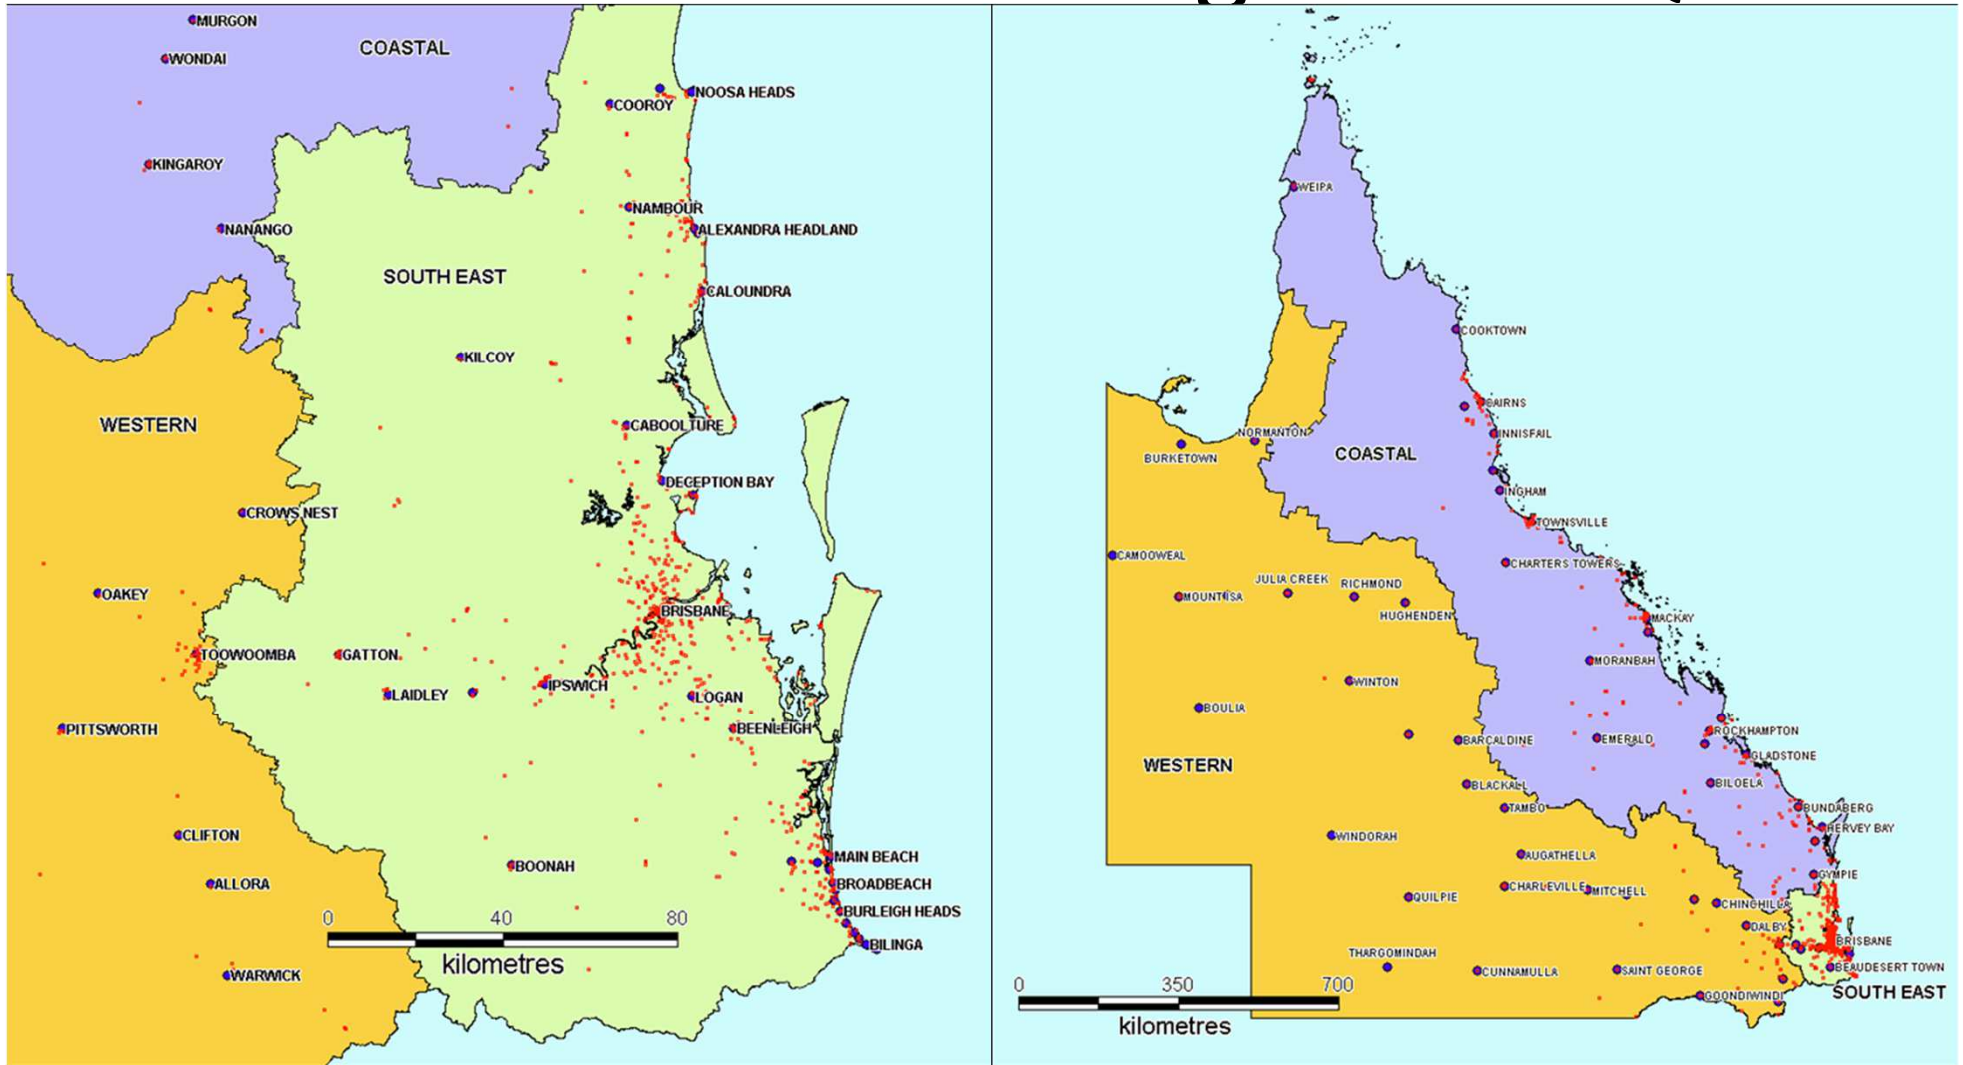 MURGON
COASTAL
WONDAI
NOOSA HEADS
COOROY
KINGAROY
NAMBOUR
NANANGO
ALEXANDRA HEADLAND
SOUTH EAST
CALOUNDRA
KILCOY
WESTERN
CABOOLTURE
DECEPTION BAY
CROWS NEST
OAKEY
BRISBANE
TOOWOOMBA
GATTON
IPSWICH
LAIDLEY
LOGAN
PITTSWORTH
BEENLEIGH
CLIFTON
MAIN BEACH
BOONAH
ALLORA
BROADBEACH
BURLEIGH HEADS
0 40 80
BILINGA
kilometres
WARWICK
WEIPA
COOKTOWN
CAIRNS
NORMANTON
INNISFAIL
COASTAL
BURKETOWN
INGHAM
TOWNSVILLE
CAMOOWEAL
CHARTERS TOWERS
JULIA CREEK
RICHMOND
MOUNT ISA
HUGHENDEN
MACKAY
MORANBAH
WINTON
BOULIA
ROCKHAMPTON
BARCALDINE
EMERALD
GLADSTONE
WESTERN
BLACKALL
BILOELA
TAMBO
BUNDABERG
WINDORAH
HERVEY BAY
AUGATHELLA
GYMPIE
CHARLEVILLE
MITCHELL
QUILPIE
CHINCHILLA
DALBY
BRISBANE
THARGOMINDAH
CUNNAMULLA
SAINT GEORGE
BEAUDESERT TOWN
0 350 700
GOONDIWINDI
SOUTH EAST
kilometres